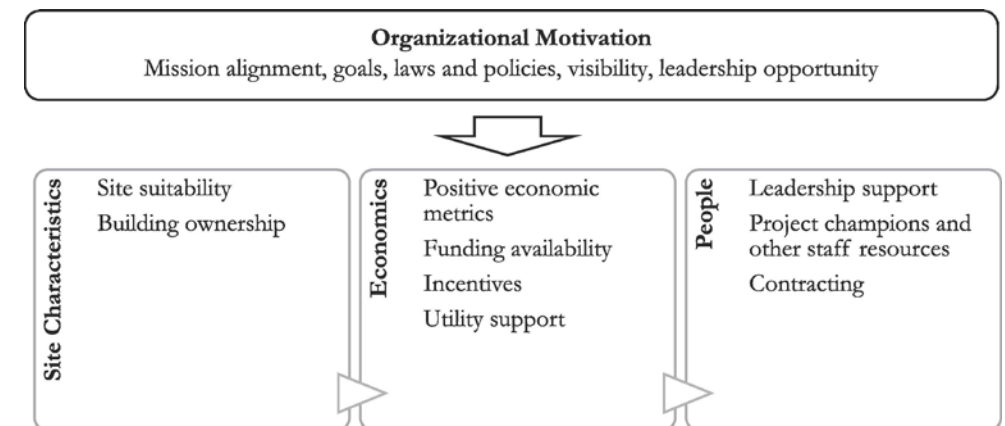 Organizational Motivation
Mission alignment, goals, laws and policies, visibility, leadership opportunity
Site Characteristics
Site suitability
Building ownership
Economics
Positive economic
metrics
Funding availability
Incentives
Utility support
People
Leadership support
Project champions and
other staff resources
Contracting